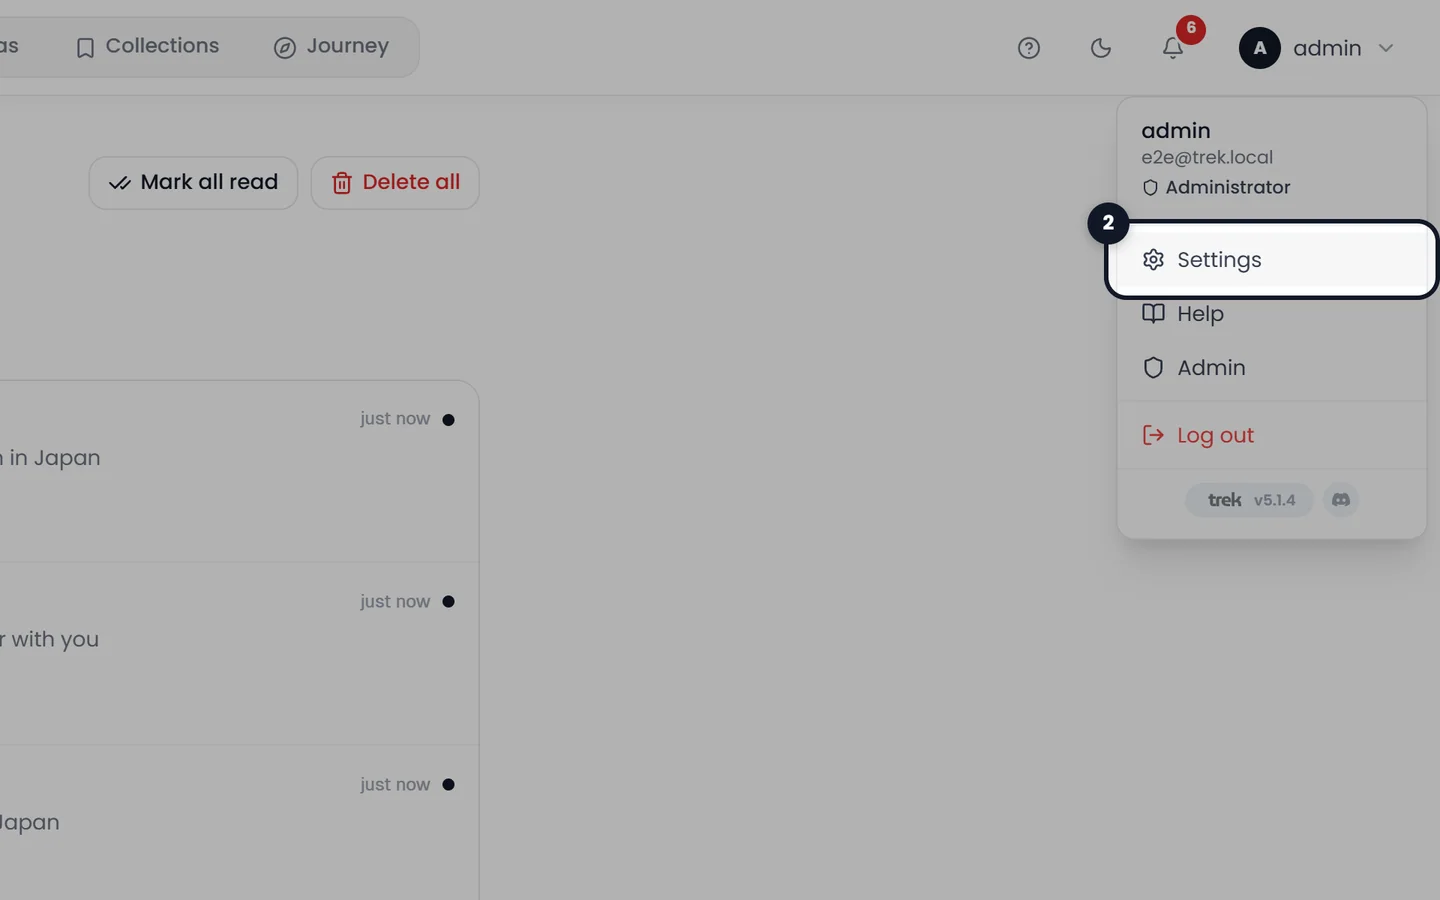 Collections
Journey
6
A
admin
Mark all read
Delete all
admin
e2e@trek.local
Administrator
2
Settings
Help
Admin
Log out
trek v5.1.4
just now
in Japan
just now
with you
just now
Japan